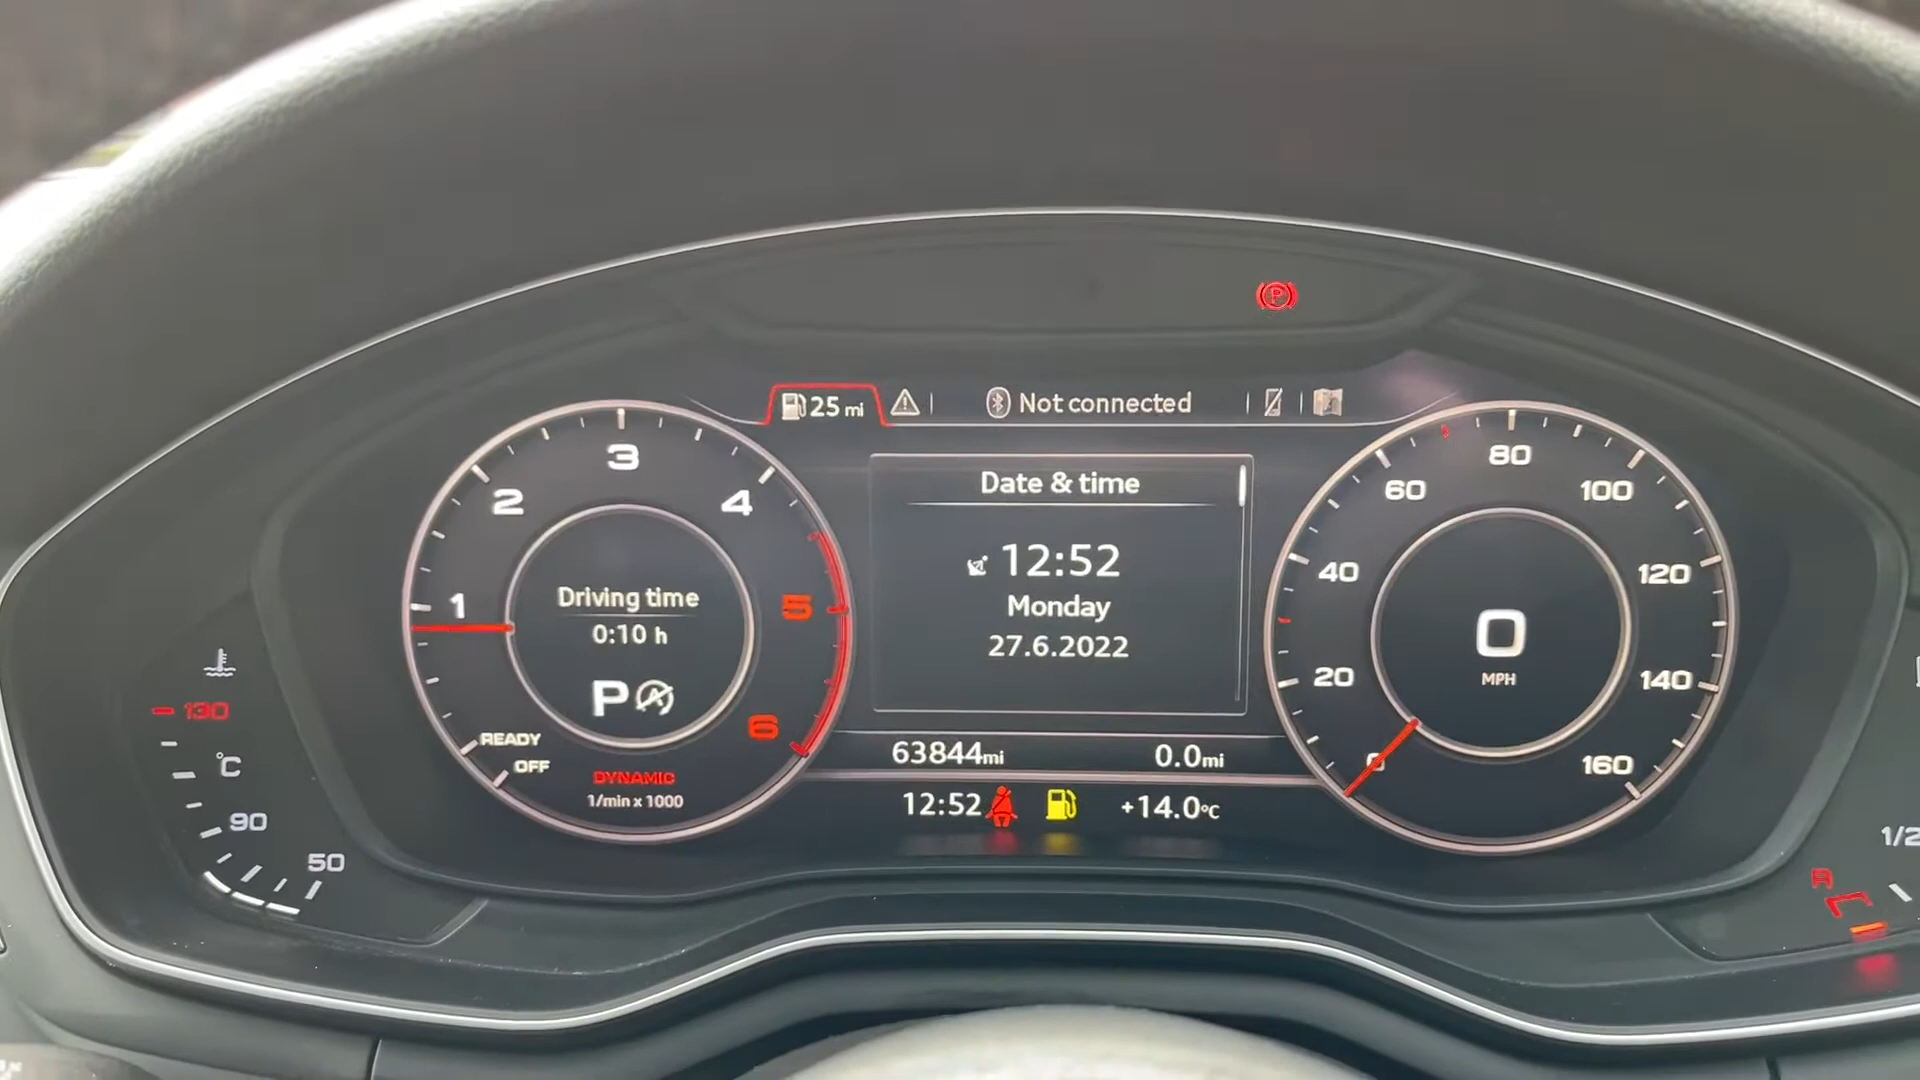 25 mi
Not connected
Date & time
12:52
Monday
27.6.2022
63844mi 0.0mi
12:52 +14.0°C
1
2
3
4
5
6
READY
OFF
Driving time
0:10 h
P
DYNAMIC
1/min x 1000
0
20
40
60
80
100
120
140
160
0
MPH
130
°C
90
50
P
1/2
R